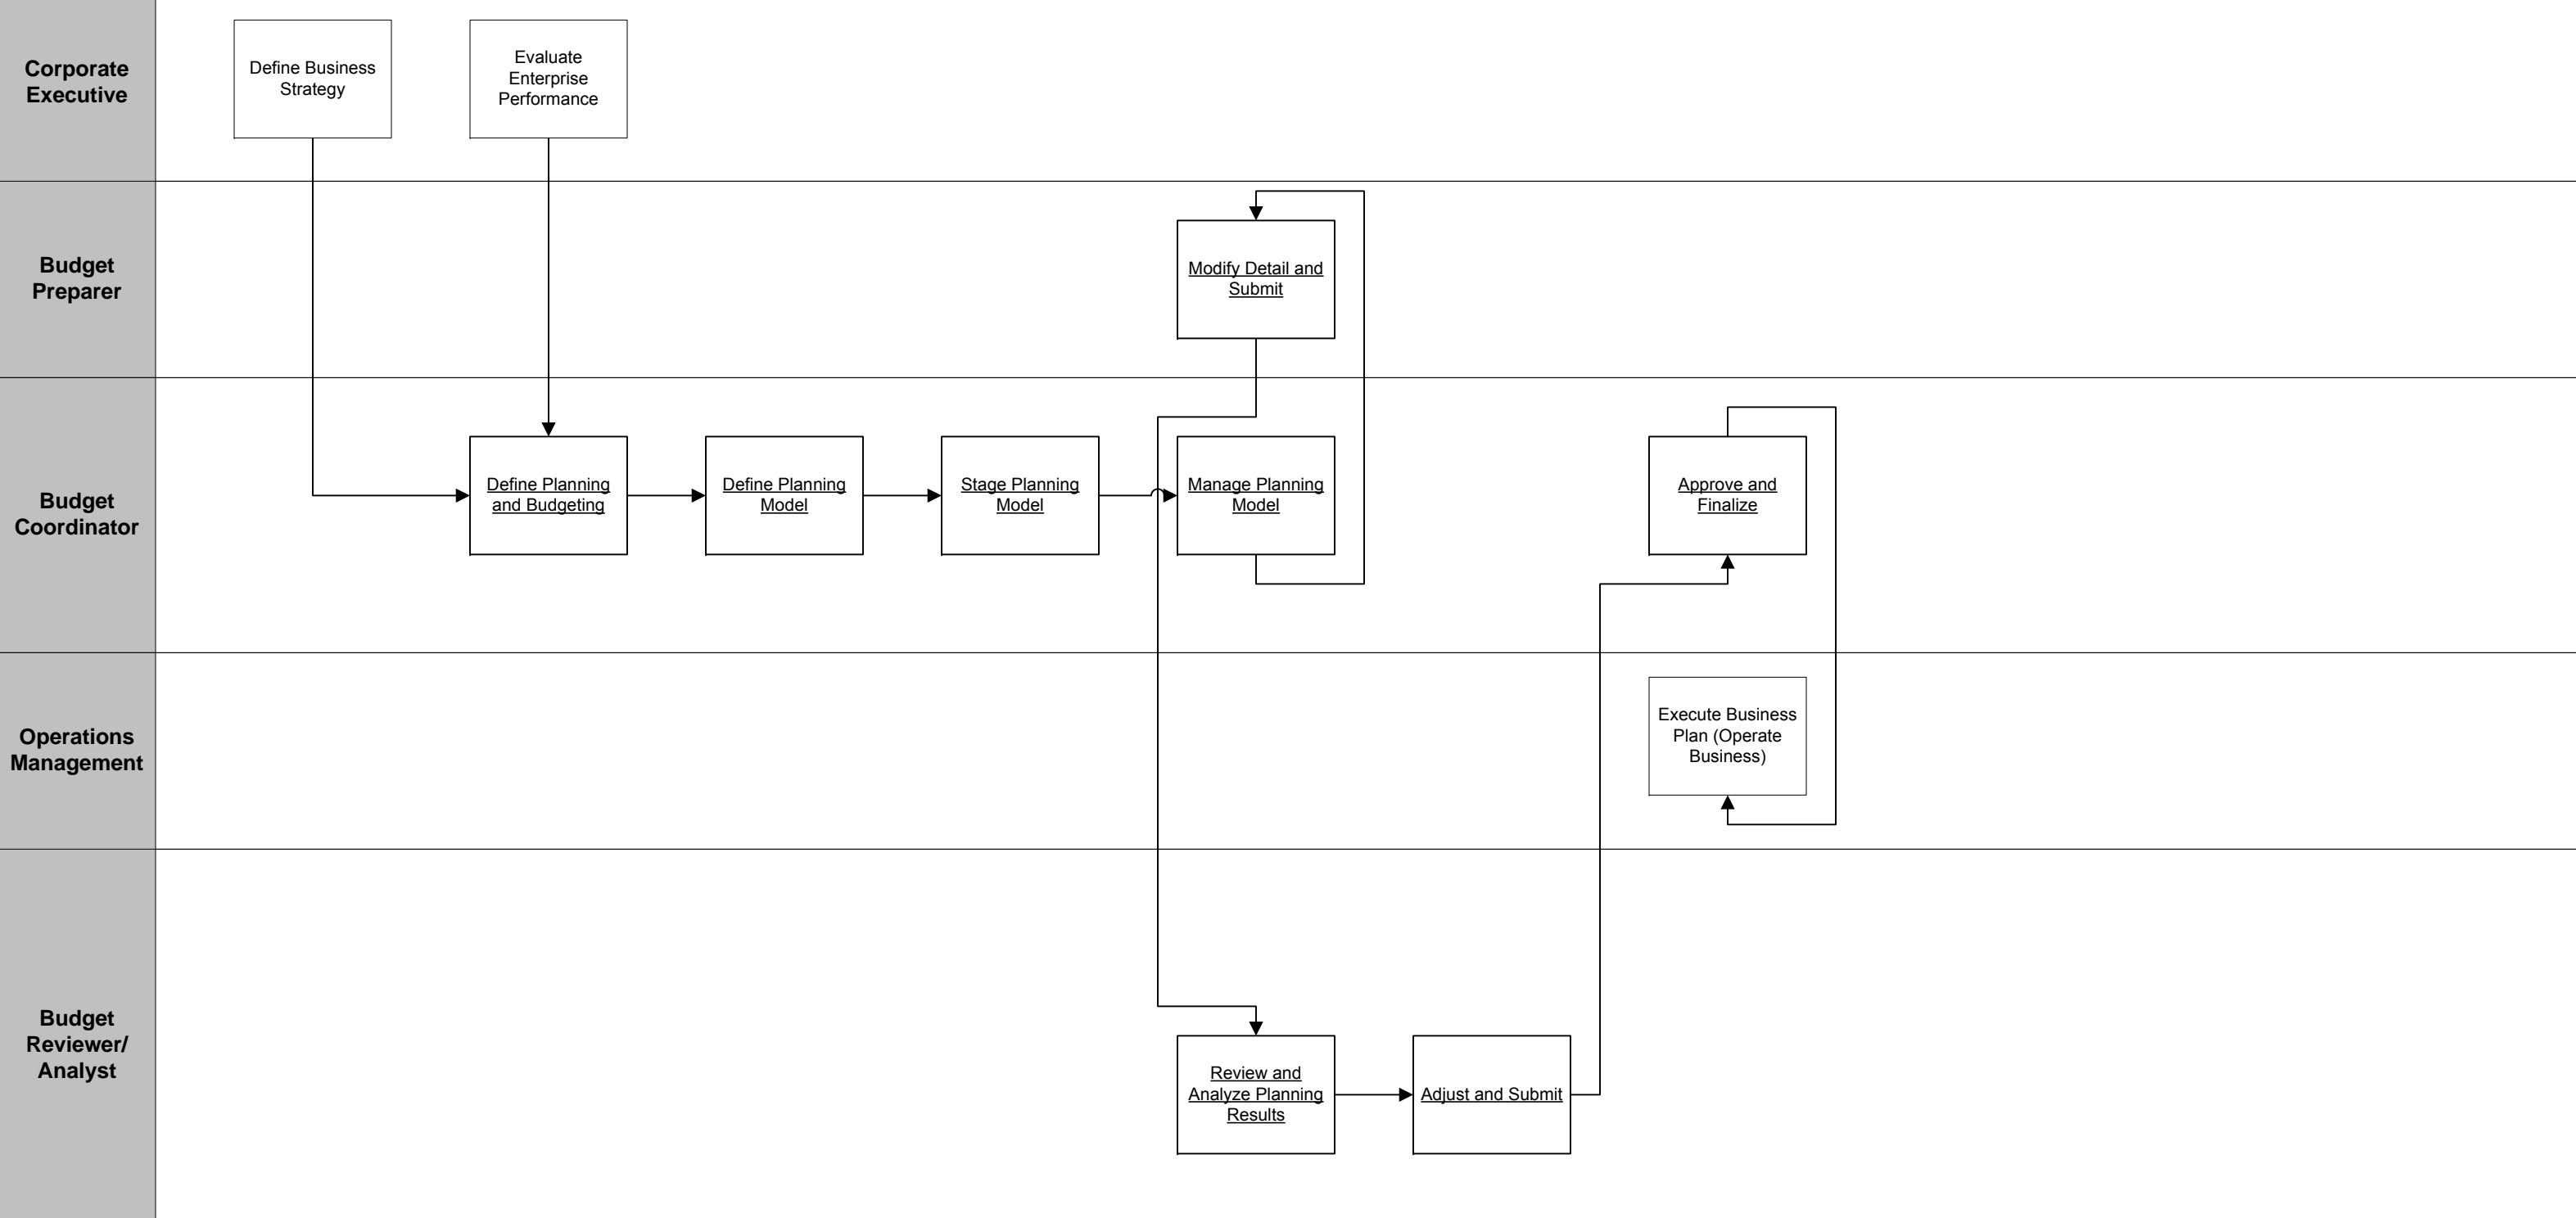 Corporate
Executive
Define Business
Strategy
Evaluate
Enterprise
Performance
Budget
Preparer
Modify Detail and
Submit
Budget
Coordinator
Define Planning
and Budgeting
Define Planning
Model
Stage Planning
Model
Manage Planning
Model
Approve and
Finalize
Operations
Management
Execute Business
Plan (Operate
Business)
Budget
Reviewer/
Analyst
Review and
Analyze Planning
Results
Adjust and Submit